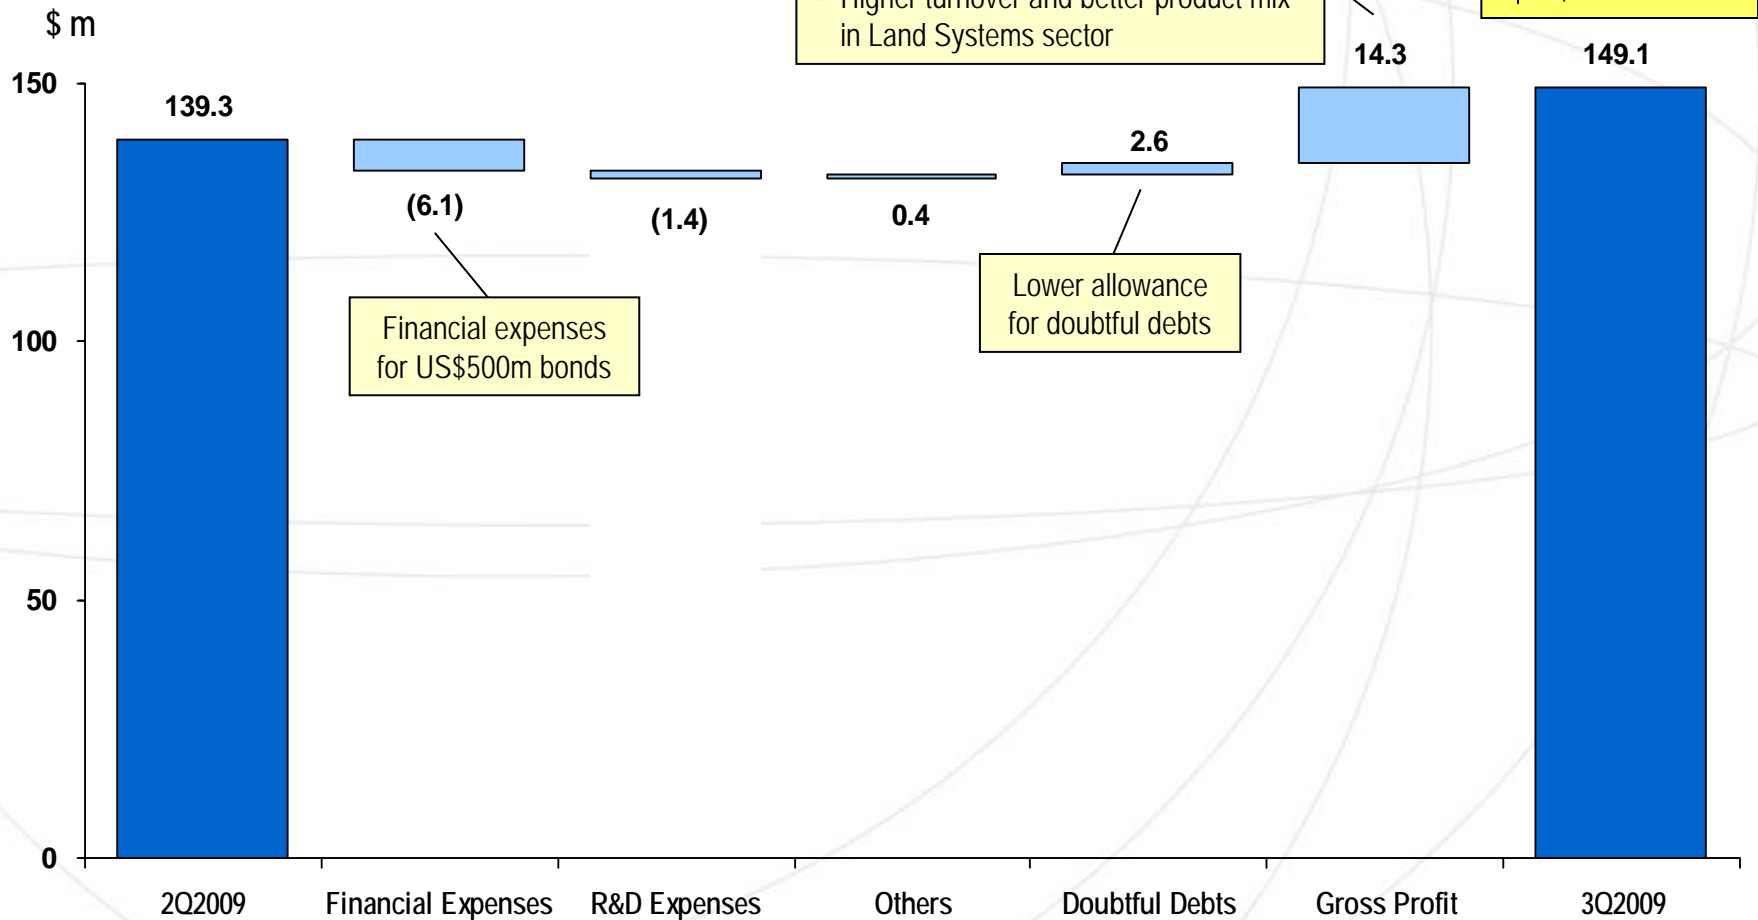 Higher turnover and better product mix
in Land Systems sector
$ m
150
100
50
0
139.3
(6.1)
(1.4)
0.4
2.6
14.3
149.1
Financial expenses
for US$500m bonds
Lower allowance
for doubtful debts
2Q2009
Financial Expenses
R&D Expenses
Others
Doubtful Debts
Gross Profit
3Q2009